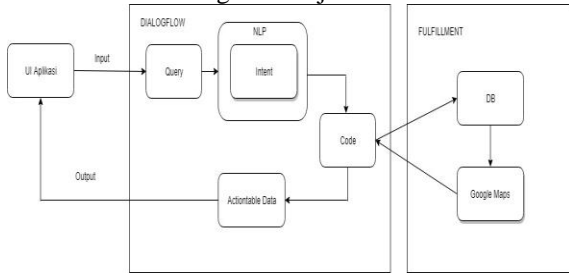 DIALOGFLOW
FULFILLMENT
NLP
Input
UI Aplikasi
Query
Intent
DB
Code
Output
Actiontable Data
Google Maps